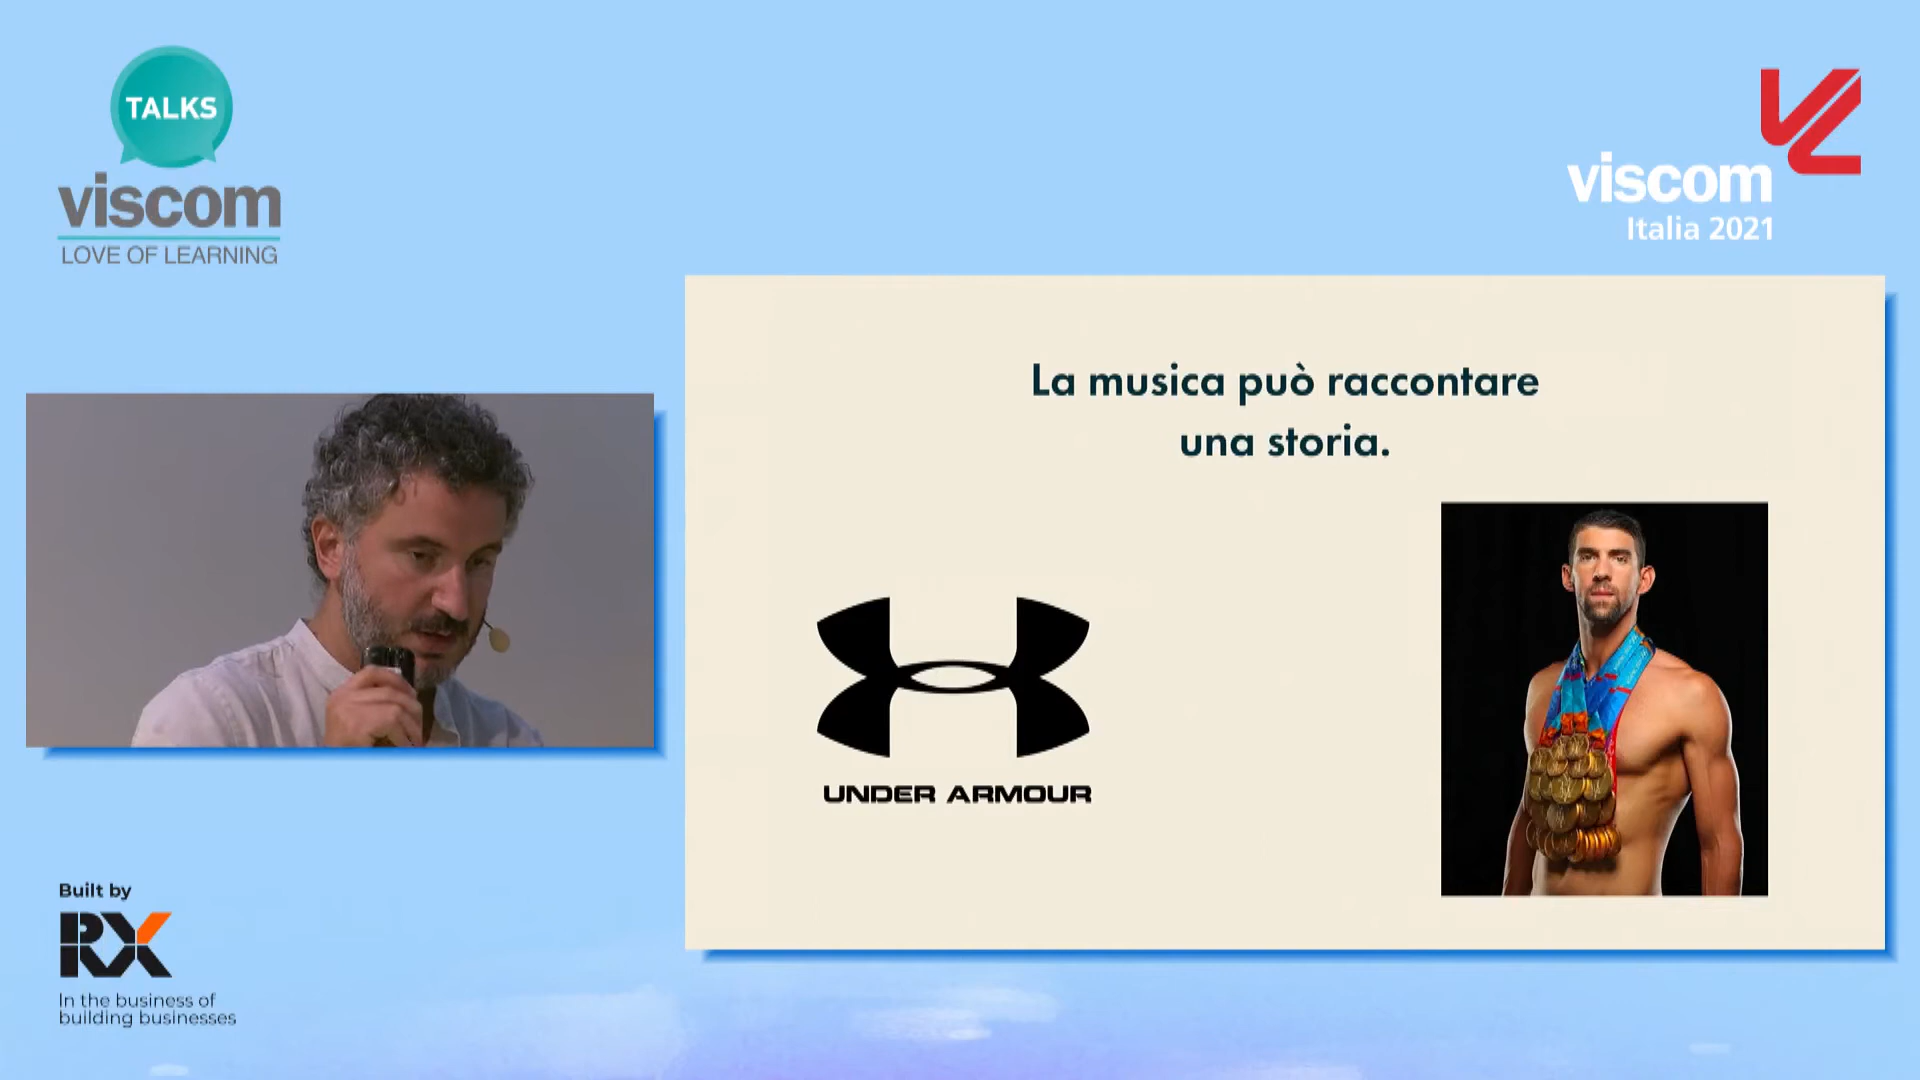 TALKS
viscom
LOVE OF LEARNING
viscom
Italia 2021
La musica può raccontare
una storia.
UNDER ARMOUR
Built by
RX
In the business of
building businesses